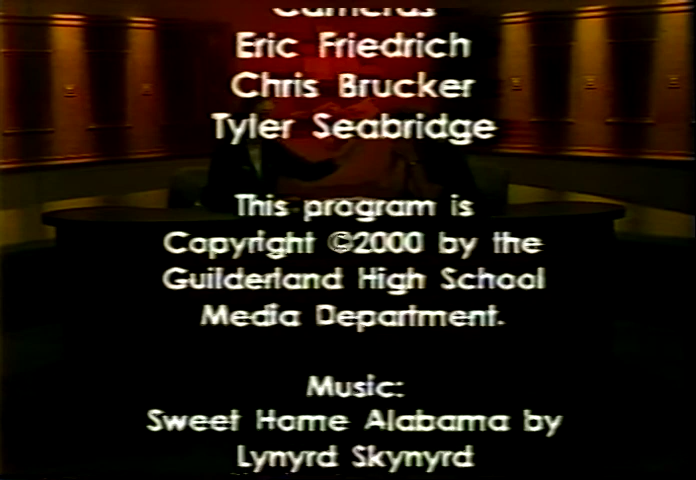 Cameras
Eric Friedrich
Chris Brucker
Tyler Seabridge
This program is
Copyright ©2000 by the
Guilderland High School
Media Department.
Music:
Sweet Home Alabama by
Lynyrd Skynyrd